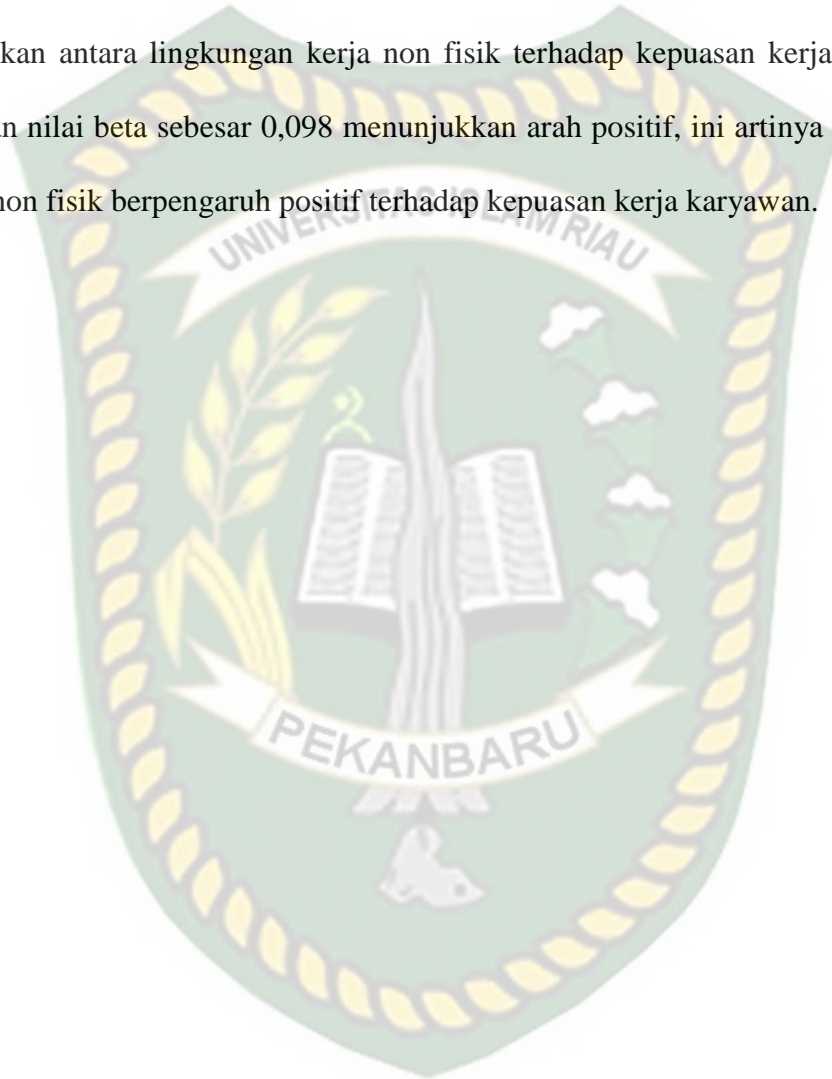 kan antara lingkungan kerja non fisik terhadap kepuasan kerja
n nilai beta sebesar 0,098 menunjukkan arah positif, ini artinya
non fisik berpengaruh positif terhadap kepuasan kerja karyawan.
UNIVERSITAS ISLAM RIAU
PEKANBARU